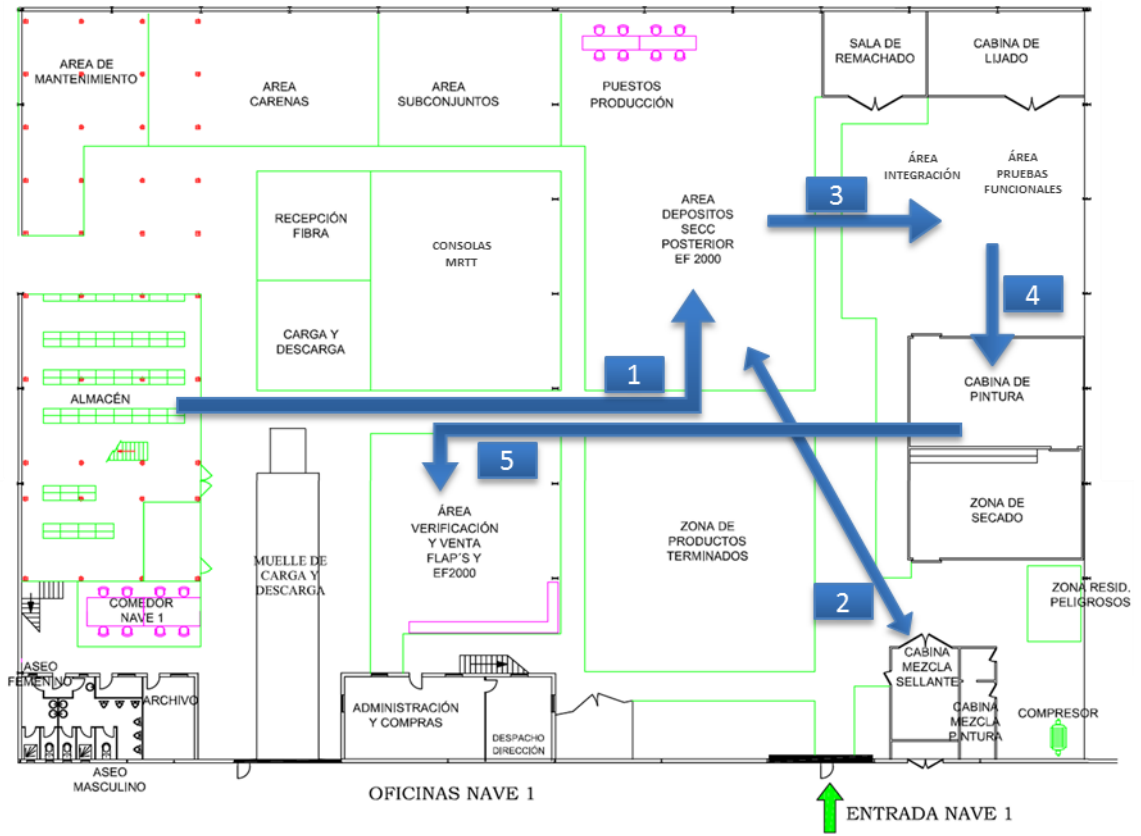 SALA DE
REMACHADO
CABINA DE
LIJADO
AREA DE
MANTENIMIENTO
AREA
CARENAS
AREA
SUBCONJUNTOS
PUESTOS
PRODUCCIÓN
ÁREA
INTEGRACIÓN
ÁREA
PRUEBAS
FUNCIONALES
3
AREA
DEPOSITOS
SECC
POSTERIOR
EF 2000
RECEPCIÓN
FIBRA
CONSOLAS
MRTT
4
CARGA Y
DESCARGA
1
CABINA DE
PINTURA
ALMACÉN
5
ÁREA
VERIFICACIÓN
Y VENTA
FLAP´S Y
EF2000
ZONA DE
PRODUCTOS
TERMINADOS
ZONA DE
SECADO
MUELLE DE
CARGA Y
DESCARGA
2
ZONA RESID.
PELIGROSOS
COMEDOR
NAVE 1
ASEO
FEMENINO
ARCHIVO
ADMINISTRACIÓN
Y COMPRAS
DESPACHO
DIRECCIÓN
CABINA
MEZCLA
SELLANTE
CABINA
MEZCLA
PINTURA
COMPRESOR
ASEO
MASCULINO
OFICINAS NAVE 1
ENTRADA NAVE 1